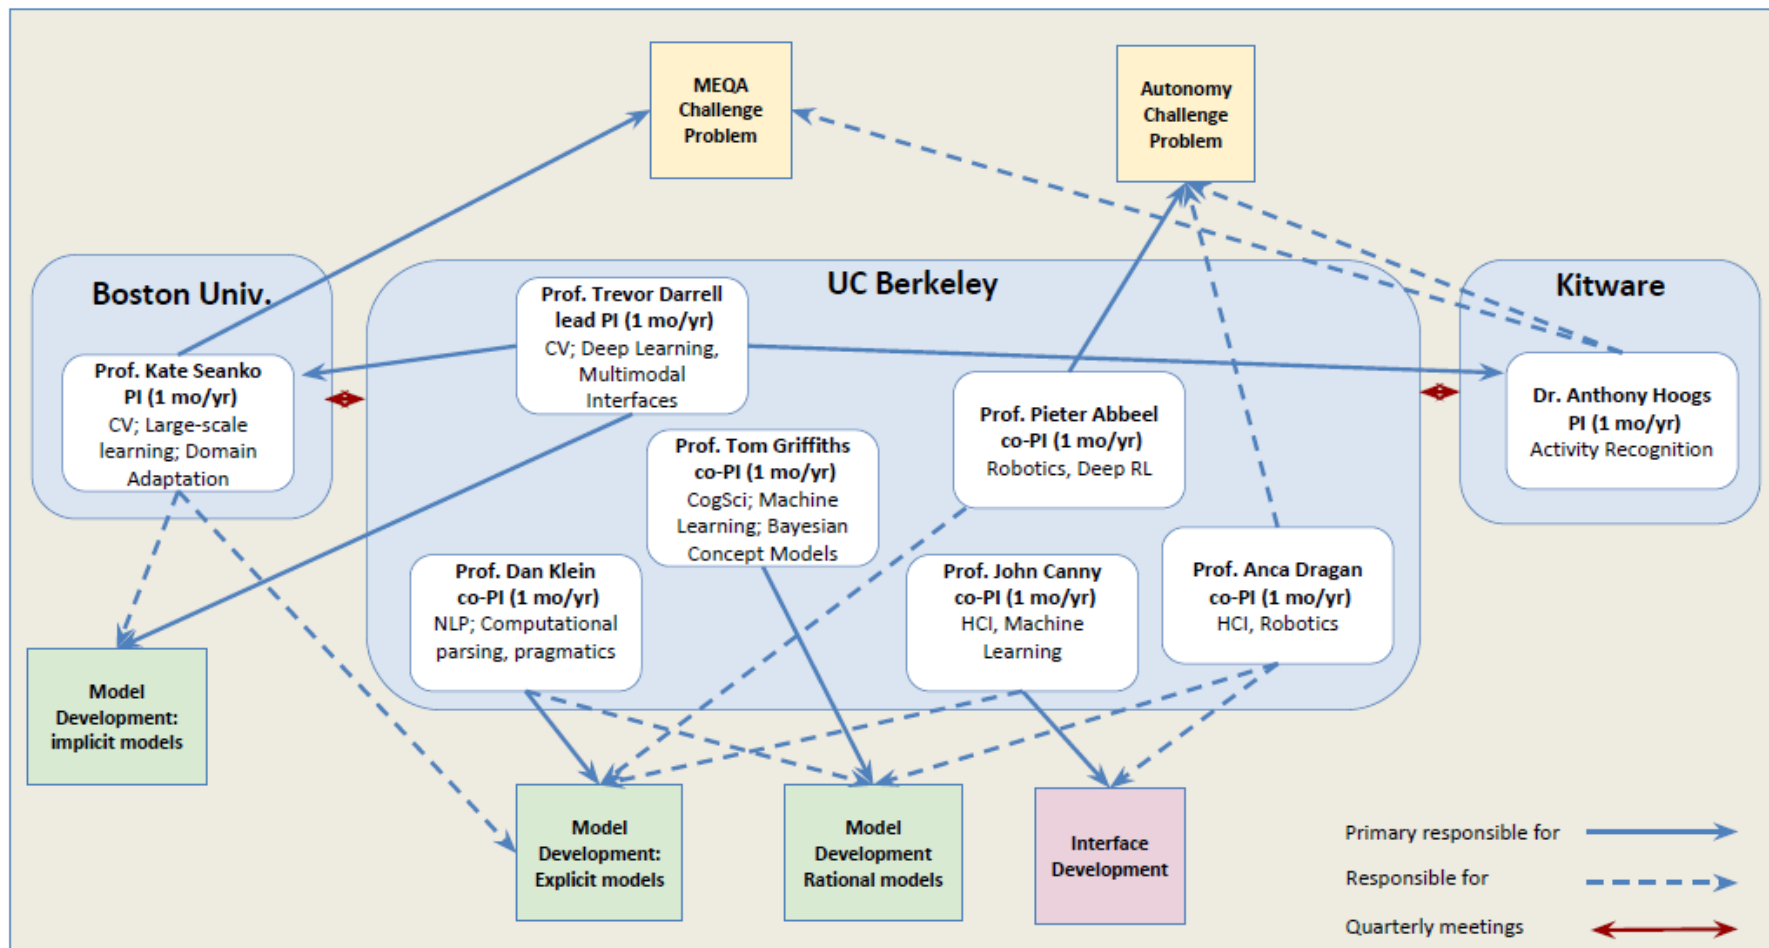 MEQA
Challenge
Problem
Autonomy
Challenge
Problem
Boston Univ.
Prof. Kate Seanko
PI (1 mo/yr)
CV; Large-scale
learning; Domain
Adaptation
UC Berkeley
Prof. Trevor Darrell
lead PI (1 mo/yr)
CV; Deep Learning,
Multimodal
Interfaces
Prof. Tom Griffiths
co-PI (1 mo/yr)
CogSci; Machine
Learning; Bayesian
Concept Models
Prof. Pieter Abbeel
co-PI (1 mo/yr)
Robotics, Deep RL
Prof. Dan Klein
co-PI (1 mo/yr)
NLP; Computational
parsing, pragmatics
Prof. John Canny
co-PI (1 mo/yr)
HCI, Machine
Learning
Prof. Anca Dragan
co-PI (1 mo/yr)
HCI, Robotics
Kitware
Dr. Anthony Hoogs
PI (1 mo/yr)
Activity Recognition
Model
Development:
implicit models
Model
Development:
Explicit models
Model
Development
Rational models
Interface
Development
Primary responsible for
Responsible for
Quarterly meetings